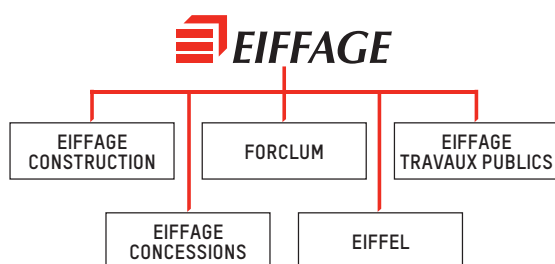 EIFFAGE
EIFFAGE
CONSTRUCTION
FORCLUM
EIFFAGE
TRAVAUX PUBLICS
EIFFAGE
CONCESSIONS
EIFFEL